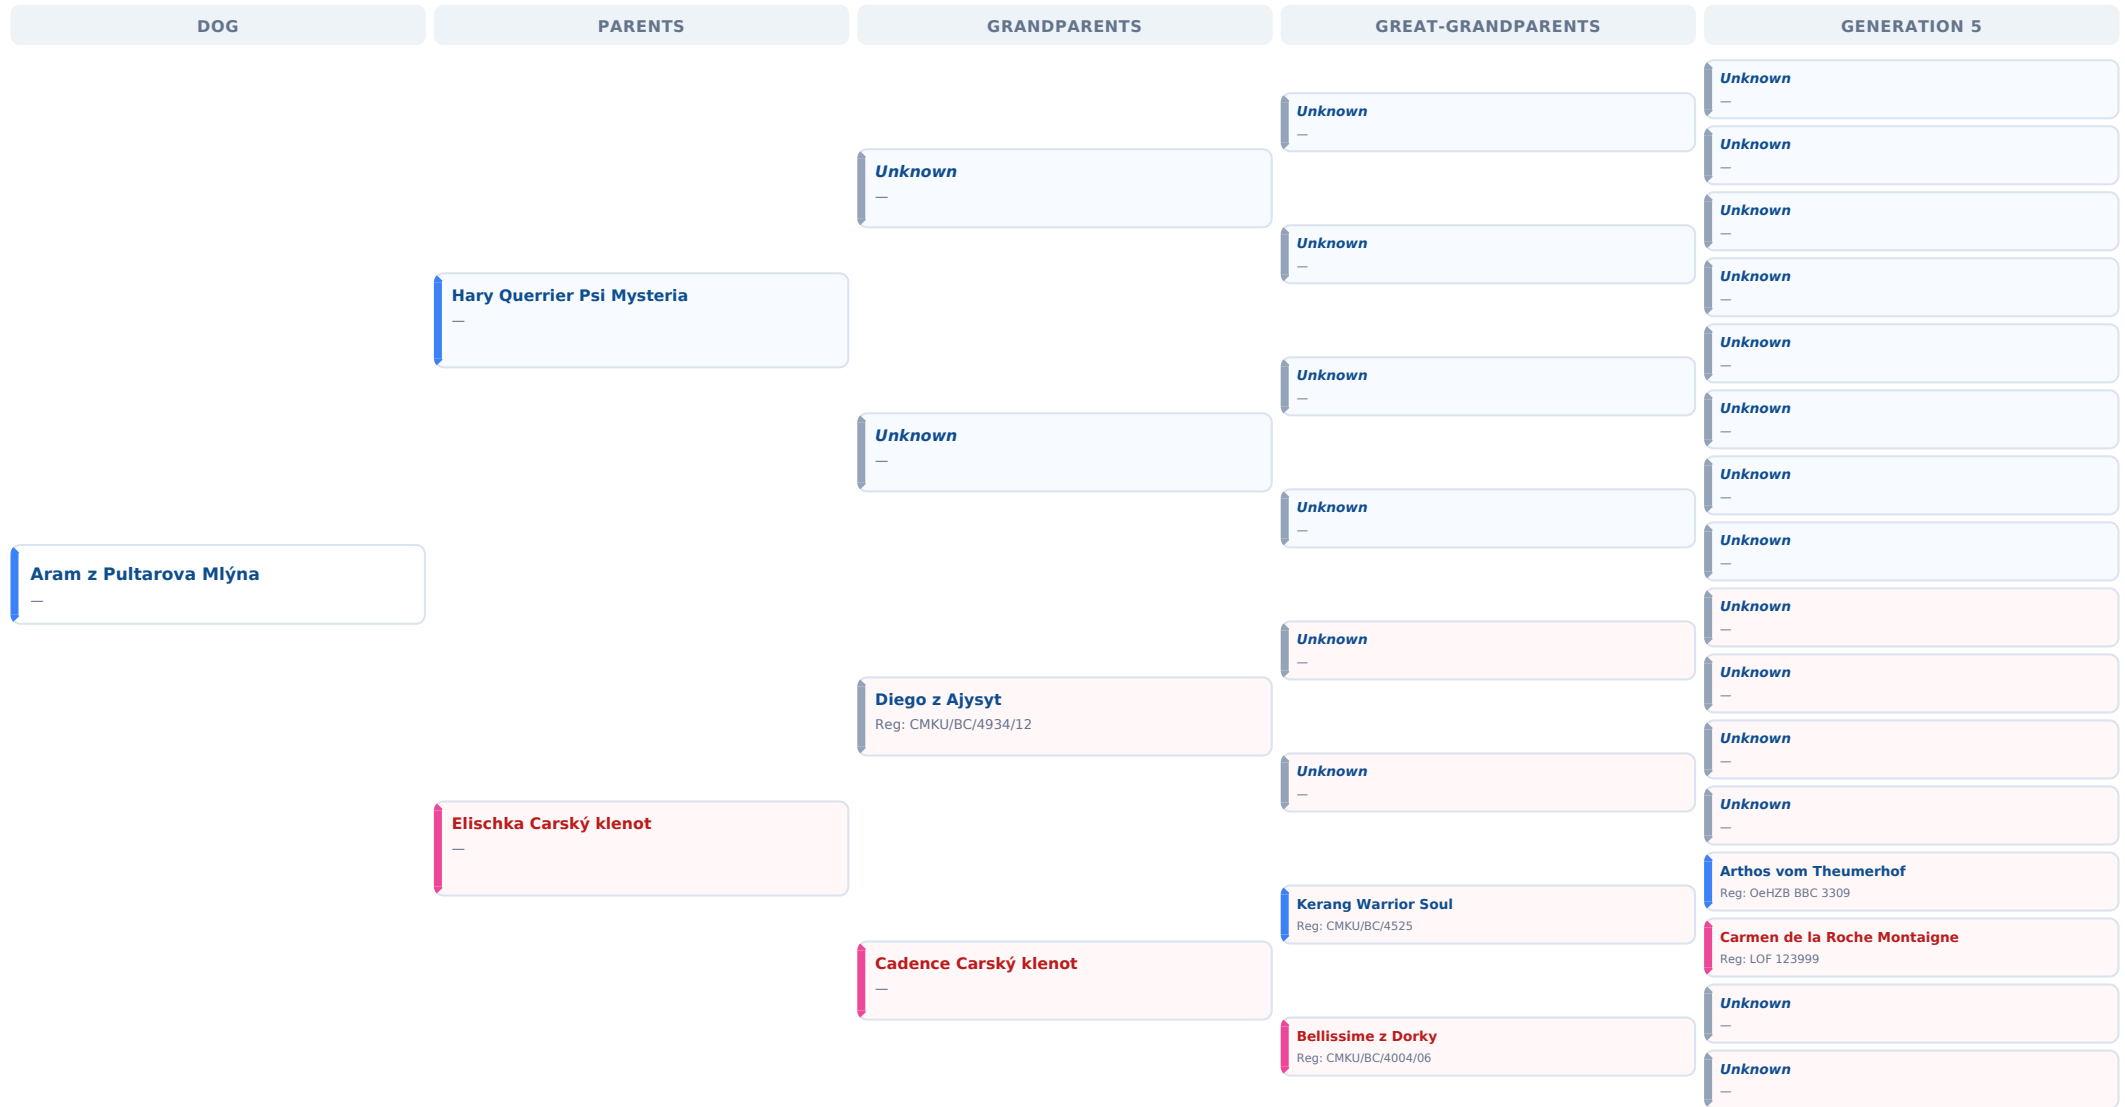 DOG
PARENTS
GRANDPARENTS
GREAT-GRANDPARENTS
GENERATION 5
Aram z Pultarova Mlýna
—
Hary Querrier Psi Mysteria
—
Elischka Carský klenot
—
Unknown
—
Unknown
—
Diego z Ajysyt
Reg: CMKU/BC/4934/12
Cadence Carský klenot
—
Unknown
—
Unknown
—
Unknown
—
Unknown
—
Unknown
—
Unknown
—
Kerang Warrior Soul
Reg: CMKU/BC/4525
Bellissime z Dorky
Reg: CMKU/BC/4004/06
Unknown
—
Unknown
—
Unknown
—
Unknown
—
Unknown
—
Unknown
—
Unknown
—
Unknown
—
Unknown
—
Unknown
—
Unknown
—
Unknown
—
Arthos vom Theumerhof
Reg: OeHZB BBC 3309
Carmen de la Roche Montaigne
Reg: LOF 123999
Unknown
—
Unknown
—